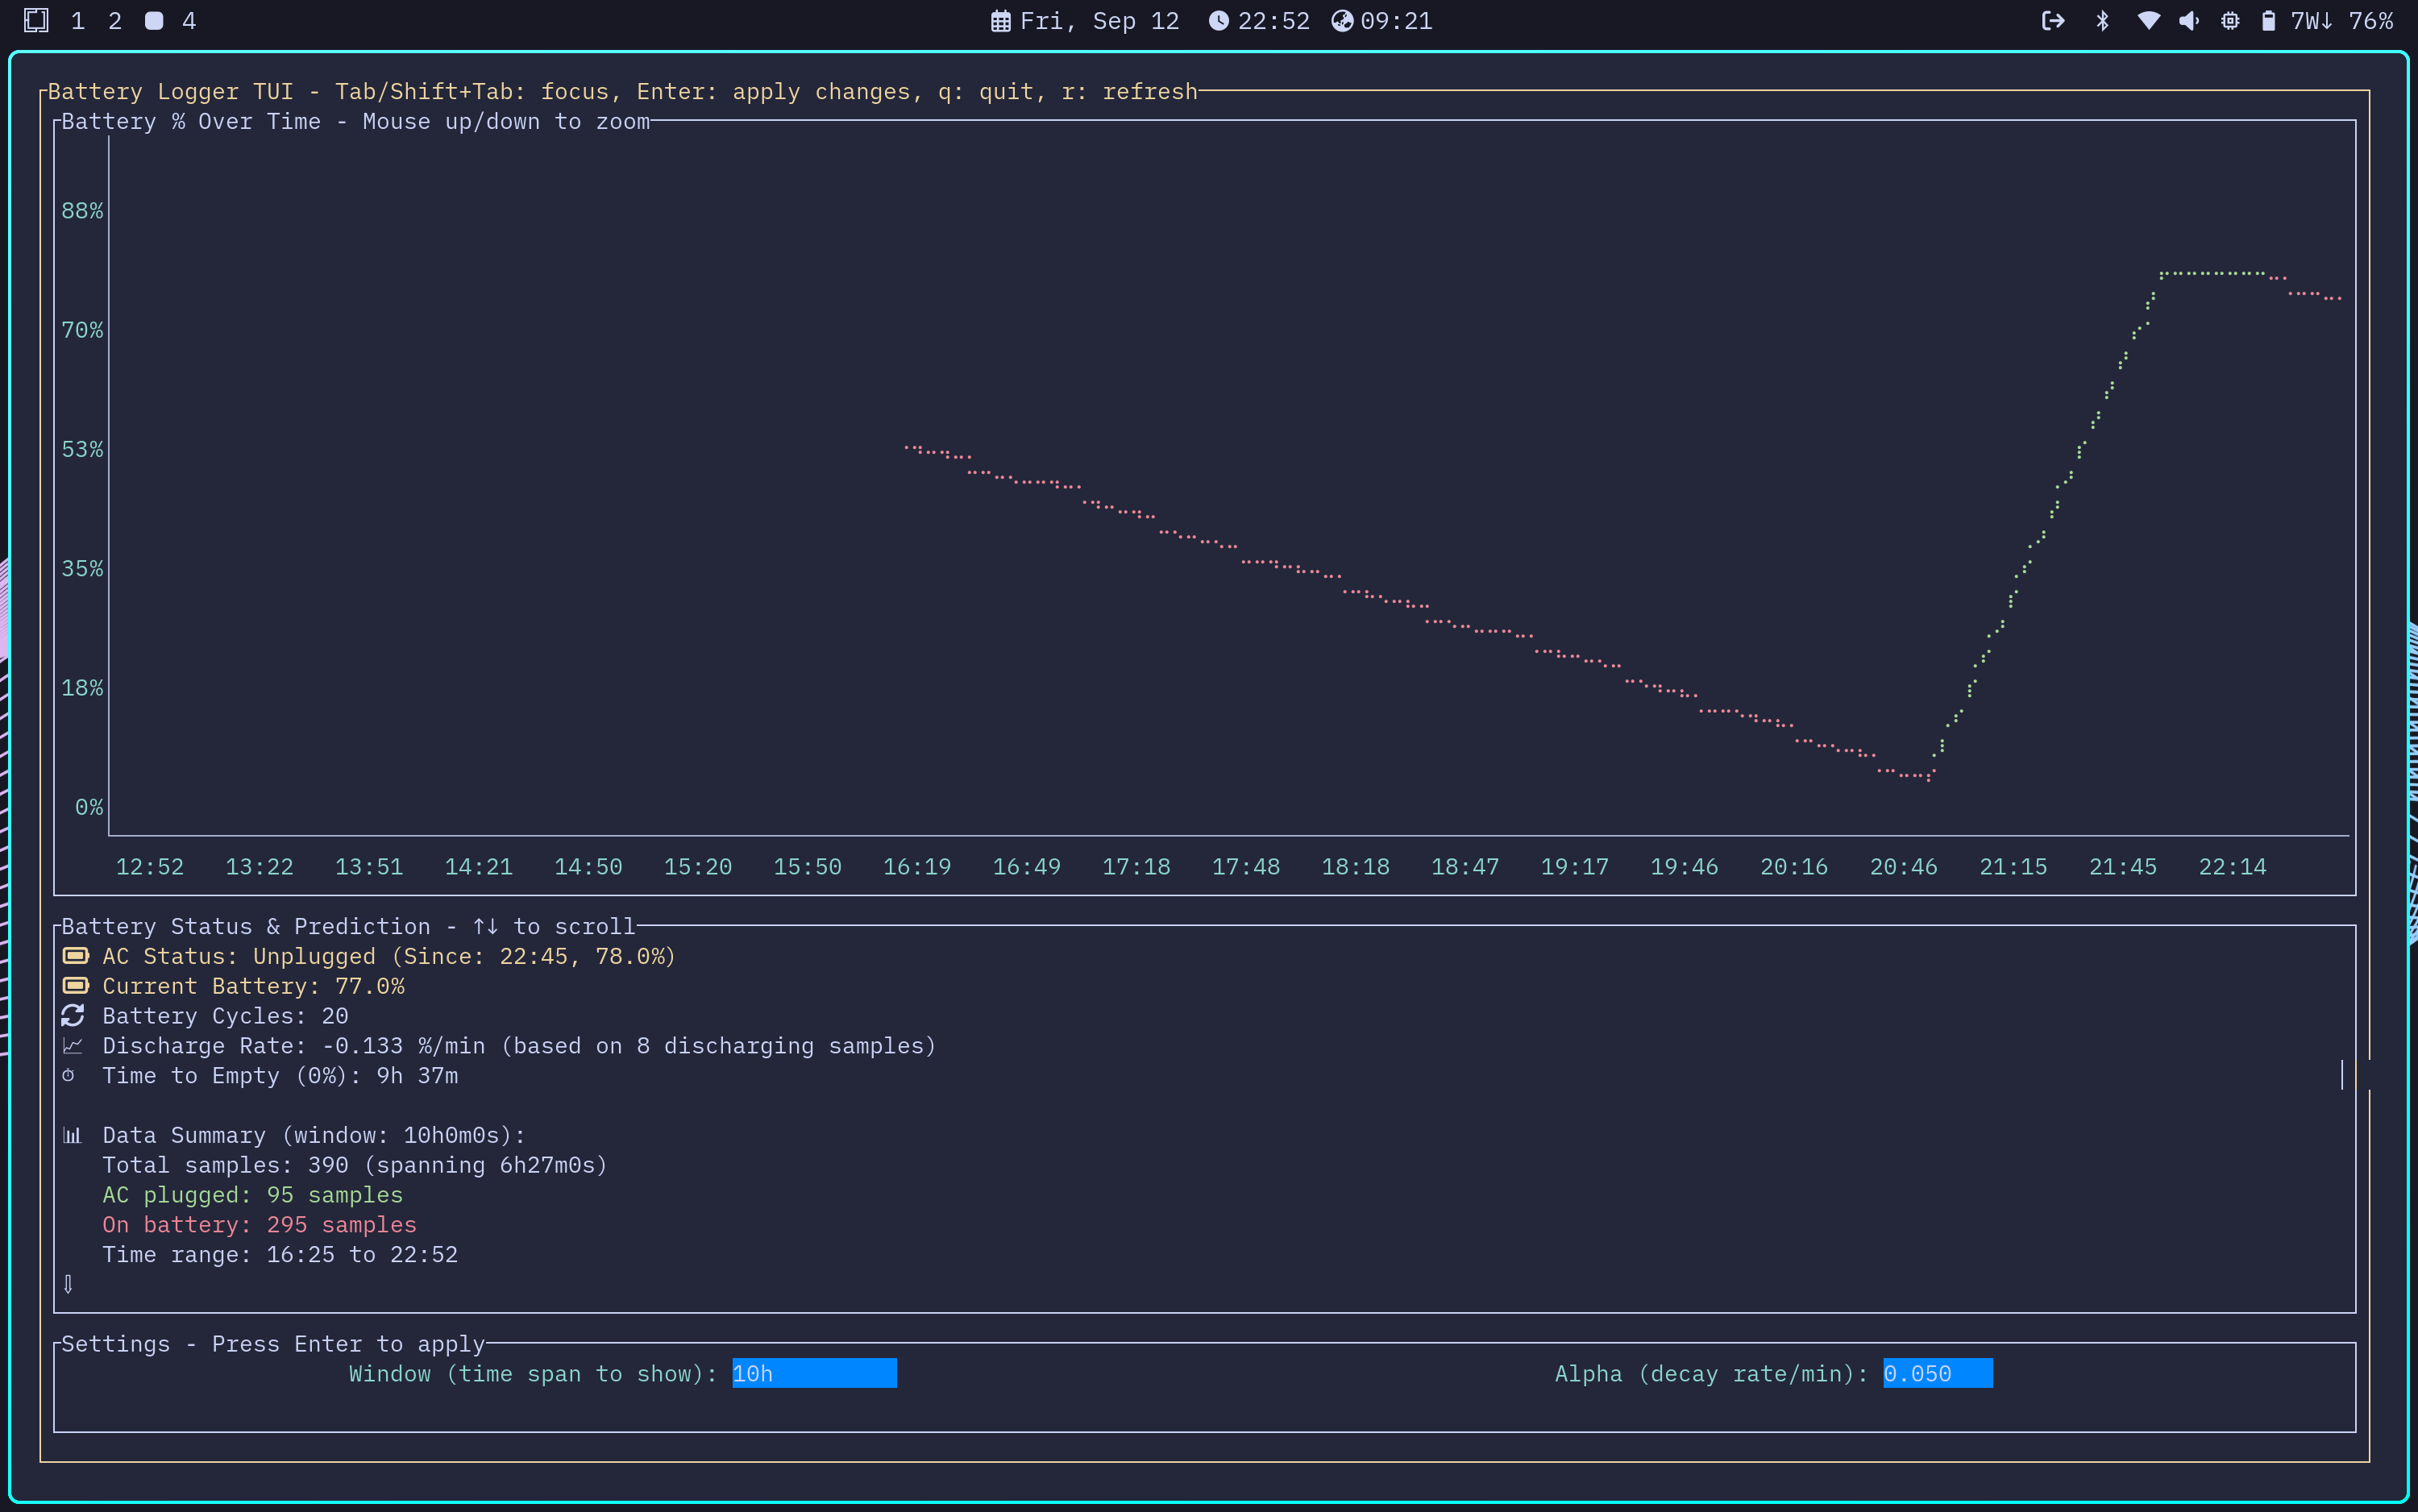 1 2 4 Fri, Sep 12 22:52 09:21 7W↓ 76%
Battery Logger TUI - Tab/Shift+Tab: focus, Enter: apply changes, q: quit, r: refresh
Battery % Over Time - Mouse up/down to zoom
88%
70%
53%
35%
18%
0%
12:52 13:22 13:51 14:21 14:50 15:20 15:50 16:19 16:49 17:18 17:48 18:18 18:47 19:17 19:46 20:16 20:46 21:15 21:45 22:14
Battery Status & Prediction - ↑↓ to scroll
AC Status: Unplugged (Since: 22:45, 78.0%)
Current Battery: 77.0%
Battery Cycles: 20
Discharge Rate: -0.133 %/min (based on 8 discharging samples)
Time to Empty (0%): 9h 37m
Data Summary (window: 10h0m0s):
Total samples: 390 (spanning 6h27m0s)
AC plugged: 95 samples
On battery: 295 samples
Time range: 16:25 to 22:52
Settings - Press Enter to apply
Window (time span to show): 10h Alpha (decay rate/min): 0.050